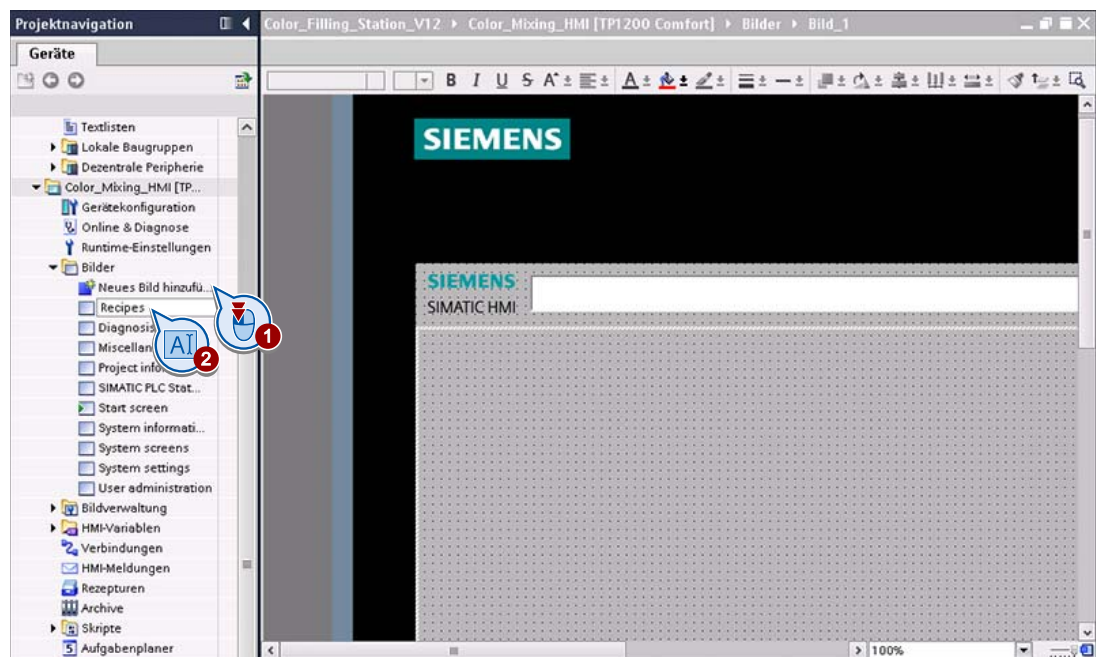 Projektnavigation
Color_Filling_Station_V12 ▸ Color_Mixing_HMI [TP1200 Comfort] ▸ Bilder ▸ Bild_1
Geräte
B I U S A
Textlisten
Lokale Baugruppen
Dezentrale Peripherie
Color_Mixing_HMI [TP...
Gerätekonfiguration
Online & Diagnose
Runtime-Einstellungen
Bilder
Neues Bild hinzufü...
Recipes
Diagnosis
Miscellan
Project info
SIMATIC PLC Stat...
Start screen
System informati...
System screens
System settings
User administration
Bildverwaltung
HMI-Variablen
Verbindungen
HMI-Meldungen
Rezepturen
Archive
Skripte
Aufgabenplaner
1
AI
2
SIEMENS
SIEMENS
SIMATIC HMI
100%